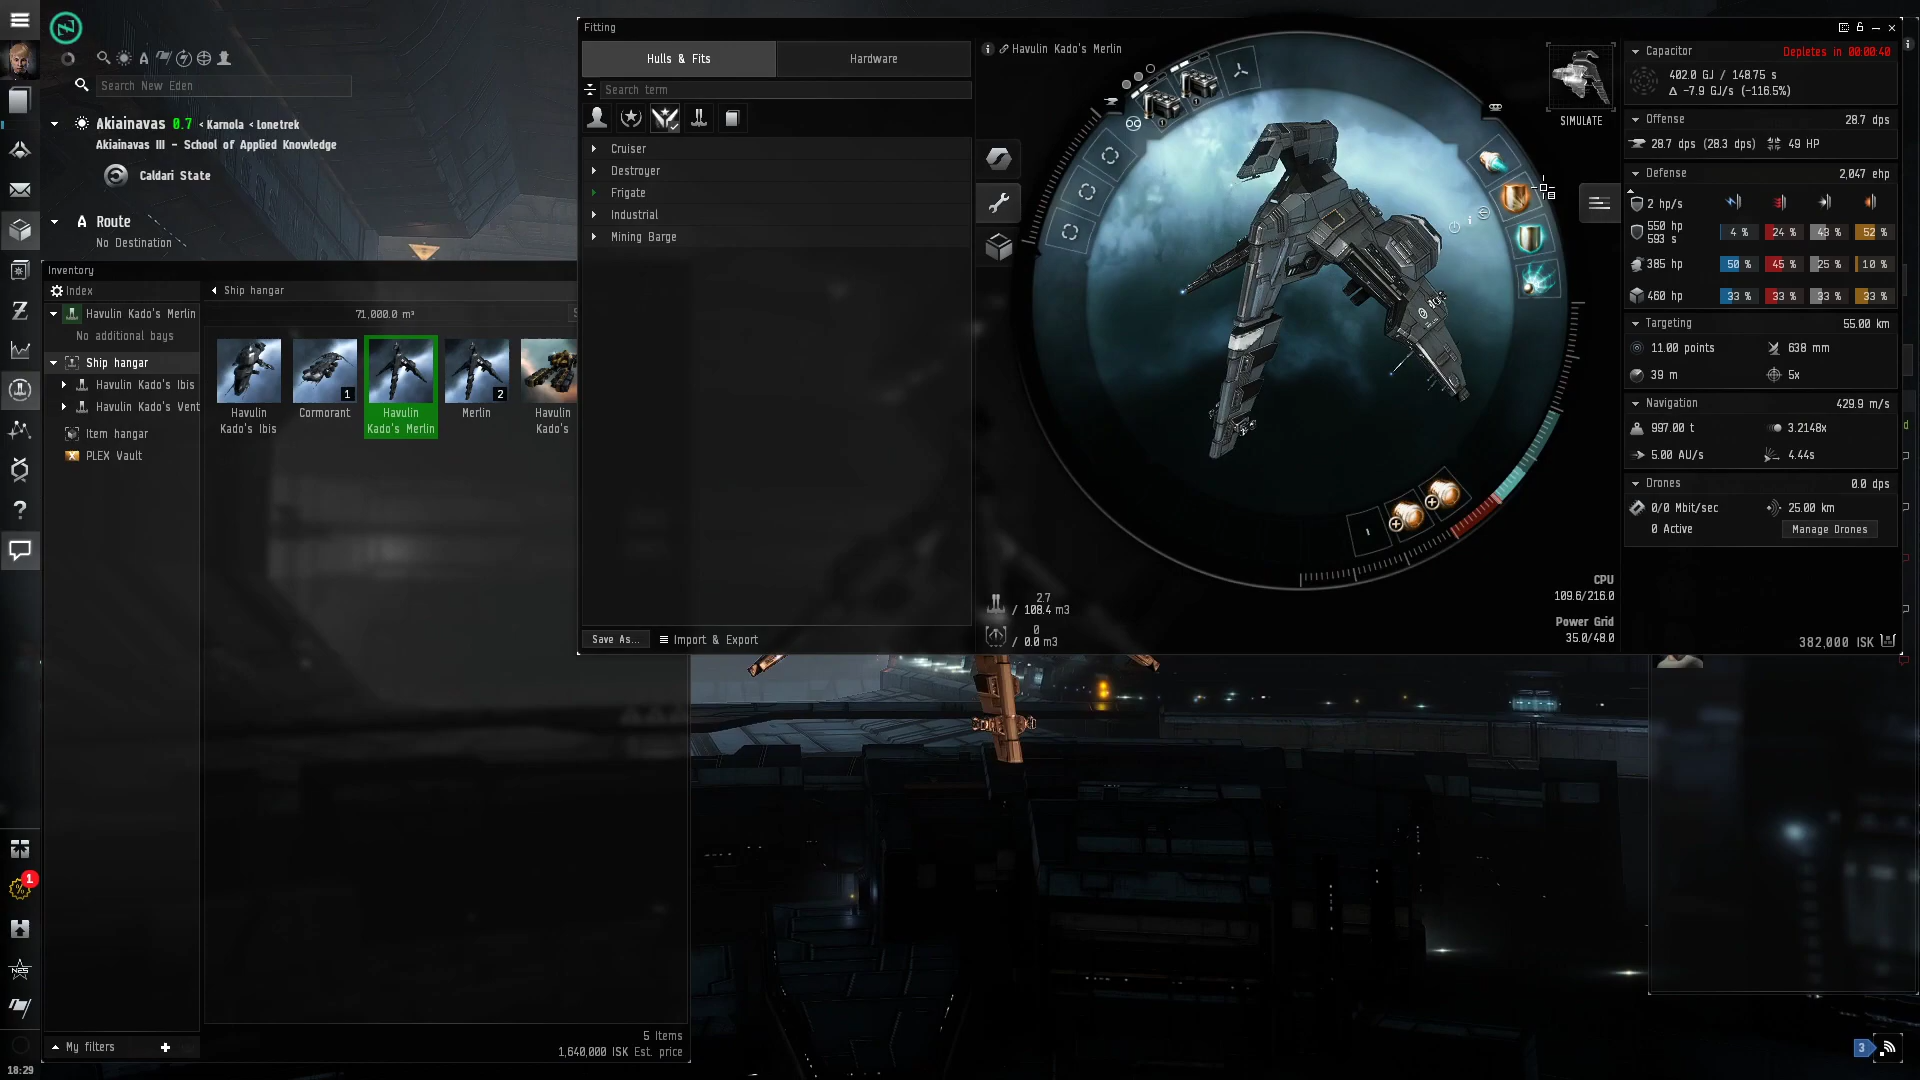 Search New Eden
Akiainavas 0.7 < Karnola < Lonetrek
Akiainavas III - School of Applied Knowledge
Caldari State
Route
No Destination
Inventory
Index
Havulin Kado's Merlin
No additional bays
Ship hangar
Havulin Kado's Ibis
Havulin Kado's Vent
Item hangar
PLEX Vault
My filters
+
Ship hangar
71,000.0 m³
Havulin
Kado's Ibis
1
Cormorant
Havulin
Kado's Merlin
2
Merlin
Havulin
Kado's
5 Items
1,640,000 ISK Est. price
Fitting
Hulls & Fits
Hardware
Search term
Cruiser
Destroyer
Frigate
Industrial
Mining Barge
Save As...
Import & Export
Havulin Kado's Merlin
SIMULATE
2.7
/ 108.4 m3
0
/ 0.0 m3
CPU
109.6/216.0
Power Grid
35.0/48.0
Capacitor Depletes in 00:00:40
402.0 GJ / 148.75 s
Δ -7.9 GJ/s (-116.5%)
Offense 28.7 dps
28.7 dps (28.3 dps) 49 HP
Defense 2,047 ehp
2 hp/s
550 hp
593 s
4 % 24 % 43 % 52 %
385 hp 50 % 45 % 25 % 10 %
460 hp 33 % 33 % 33 % 33 %
Targeting 55.00 km
11.00 points 638 mm
39 m 5x
Navigation 429.9 m/s
997.00 t 3.2148x
5.00 AU/s 4.44s
Drones 0.0 dps
0/0 Mbit/sec 25.00 km
0 Active Manage Drones
382,000 ISK
1
NES
18:29
3